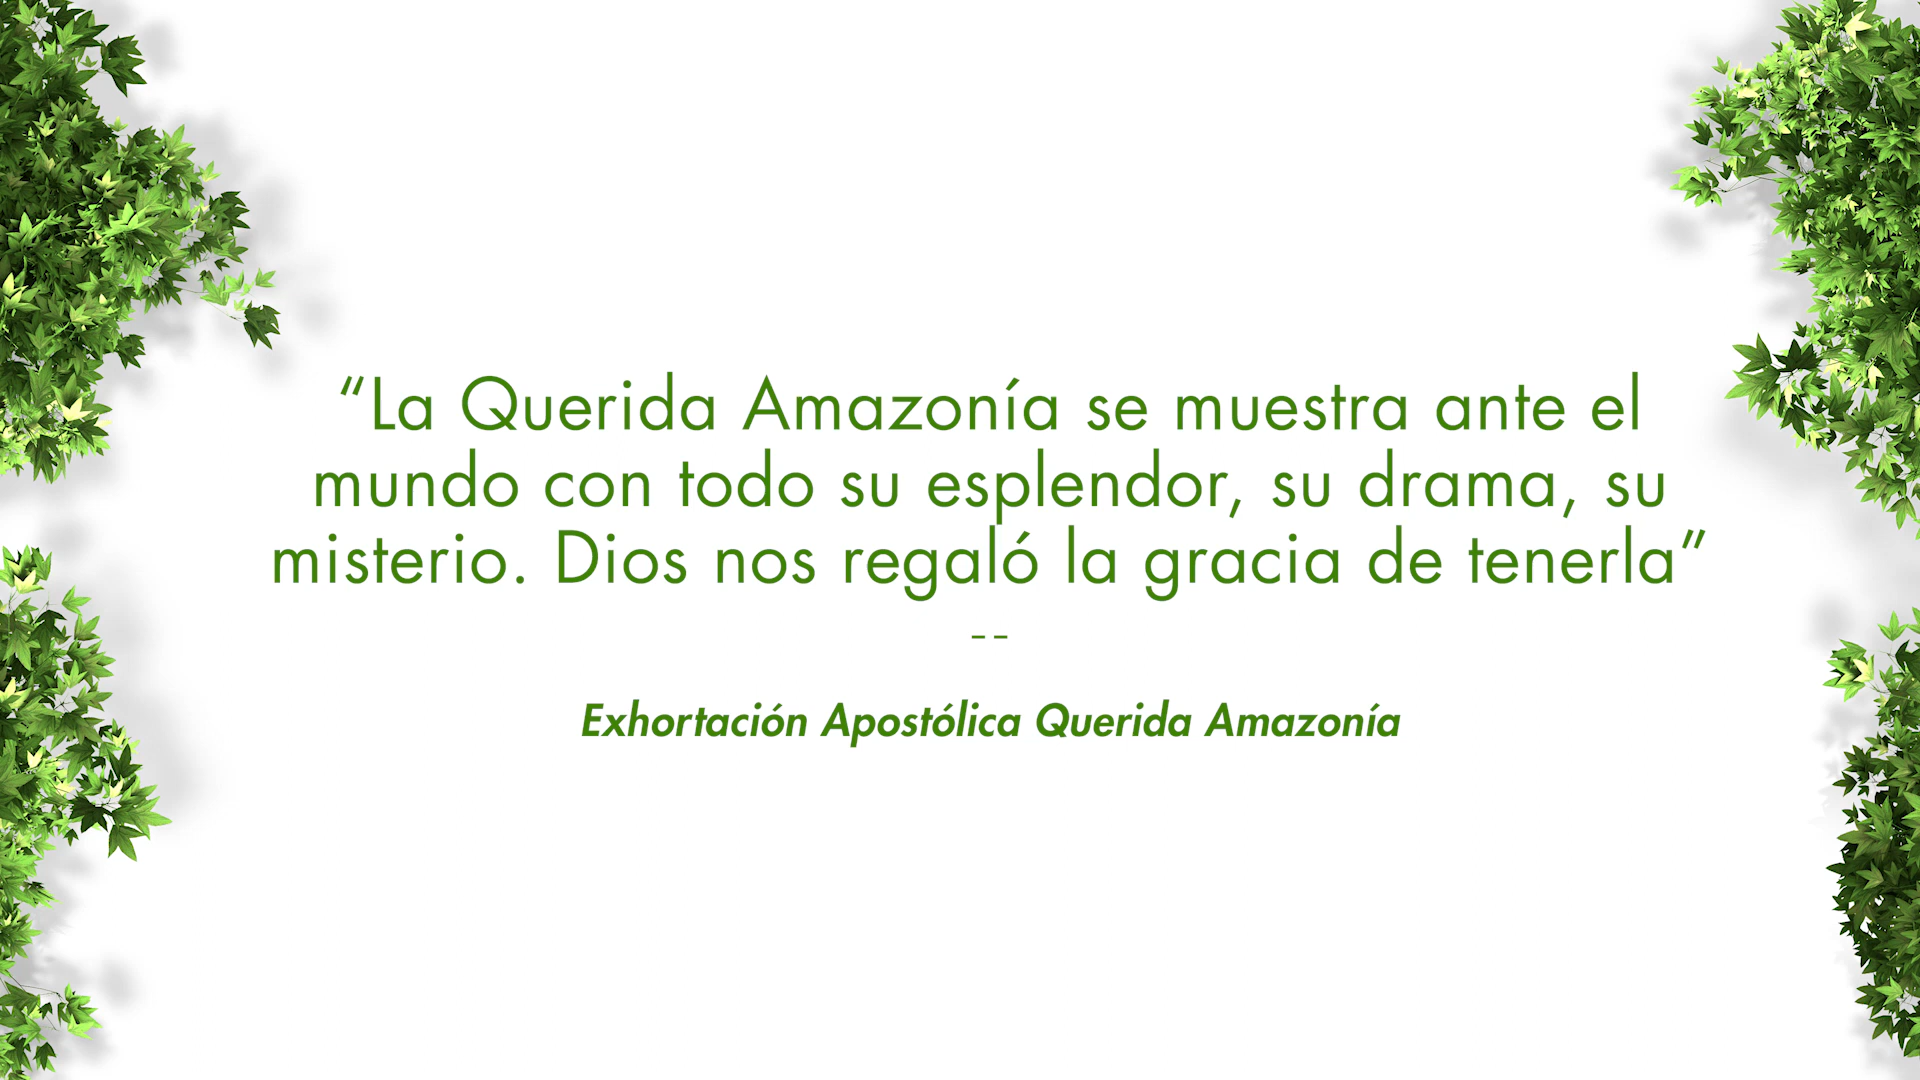 “La Querida Amazonía se muestra ante el
mundo con todo su esplendor, su drama, su
misterio. Dios nos regaló la gracia de tenerla”
--
Exhortación Apostólica Querida Amazonía